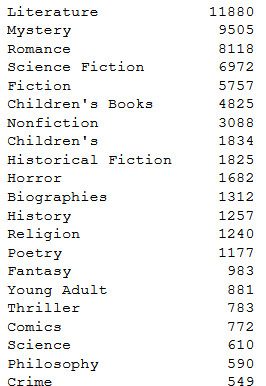 Literature 11880
Mystery 9505
Romance 8118
Science Fiction 6972
Fiction 5757
Children's Books 4825
Nonfiction 3088
Children's 1834
Historical Fiction 1825
Horror 1682
Biographies 1312
History 1257
Religion 1240
Poetry 1177
Fantasy 983
Young Adult 881
Thriller 783
Comics 772
Science 610
Philosophy 590
Crime 549